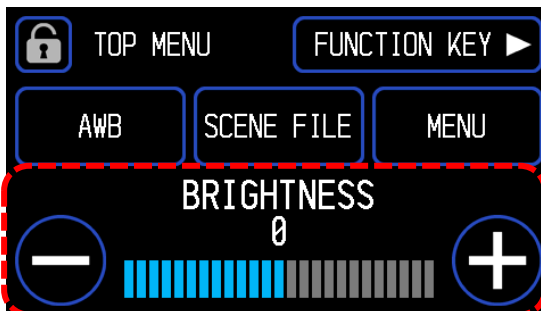 TOP MENU
FUNCTION KEY ▶
AWB
SCENE FILE
MENU
BRIGHTNESS
0